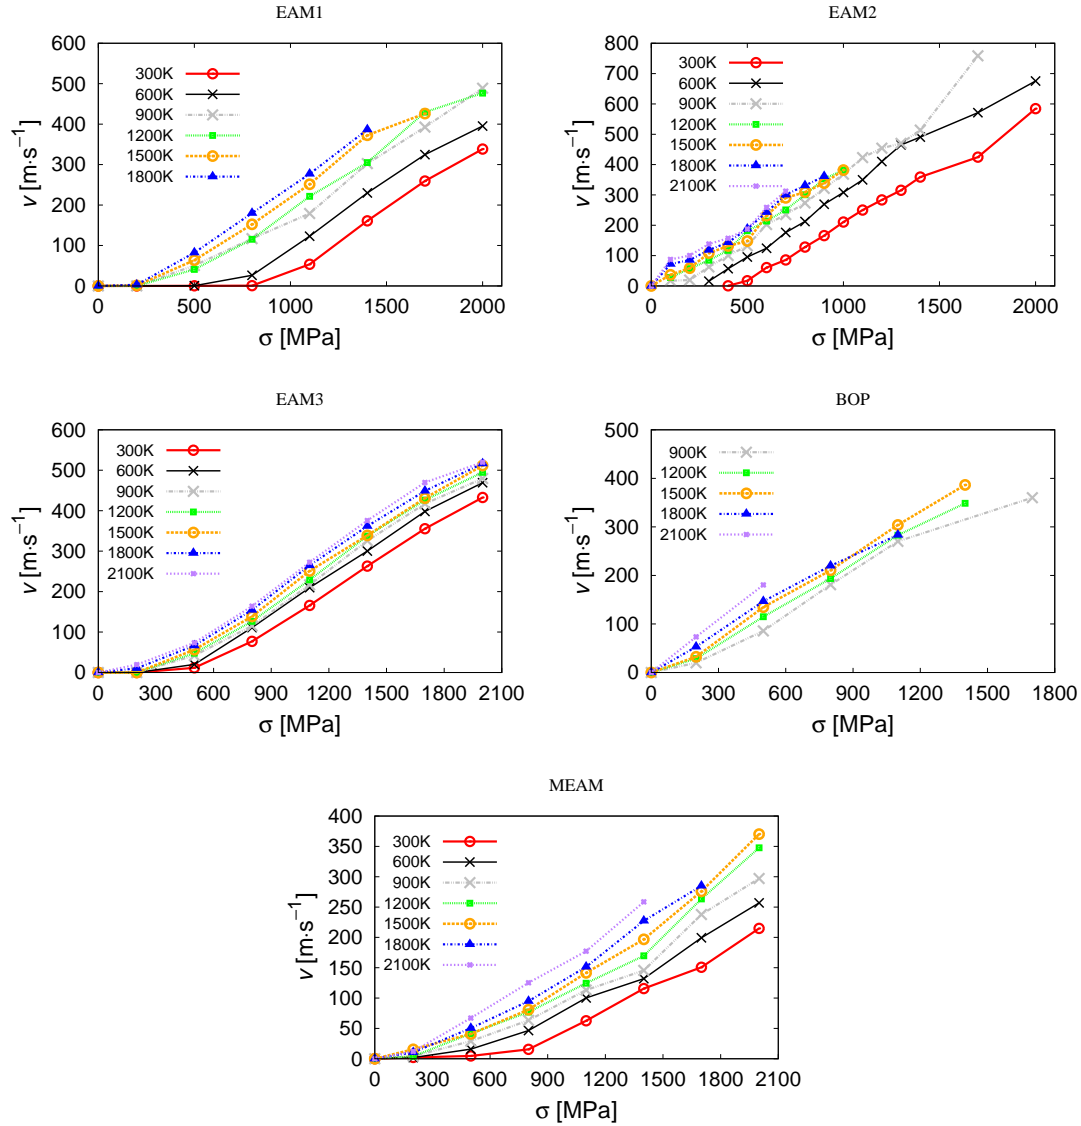 EAM1
600
500
400
300
200
100
0
v [m·s⁻¹]
300K
600K
900K
1200K
1500K
1800K
0 500 1000 1500 2000
σ [MPa]
EAM2
800
700
600
500
400
300
200
100
0
v [m·s⁻¹]
300K
600K
900K
1200K
1500K
1800K
2100K
0 500 1000 1500 2000
σ [MPa]
EAM3
600
500
400
300
200
100
0
v [m·s⁻¹]
300K
600K
900K
1200K
1500K
1800K
2100K
0 300 600 900 1200 1500 1800 2100
σ [MPa]
BOP
500
400
300
200
100
0
v [m·s⁻¹]
900K
1200K
1500K
1800K
2100K
0 300 600 900 1200 1500 1800
σ [MPa]
MEAM
400
350
300
250
200
150
100
50
0
v [m·s⁻¹]
300K
600K
900K
1200K
1500K
1800K
2100K
0 300 600 900 1200 1500 1800 2100
σ [MPa]